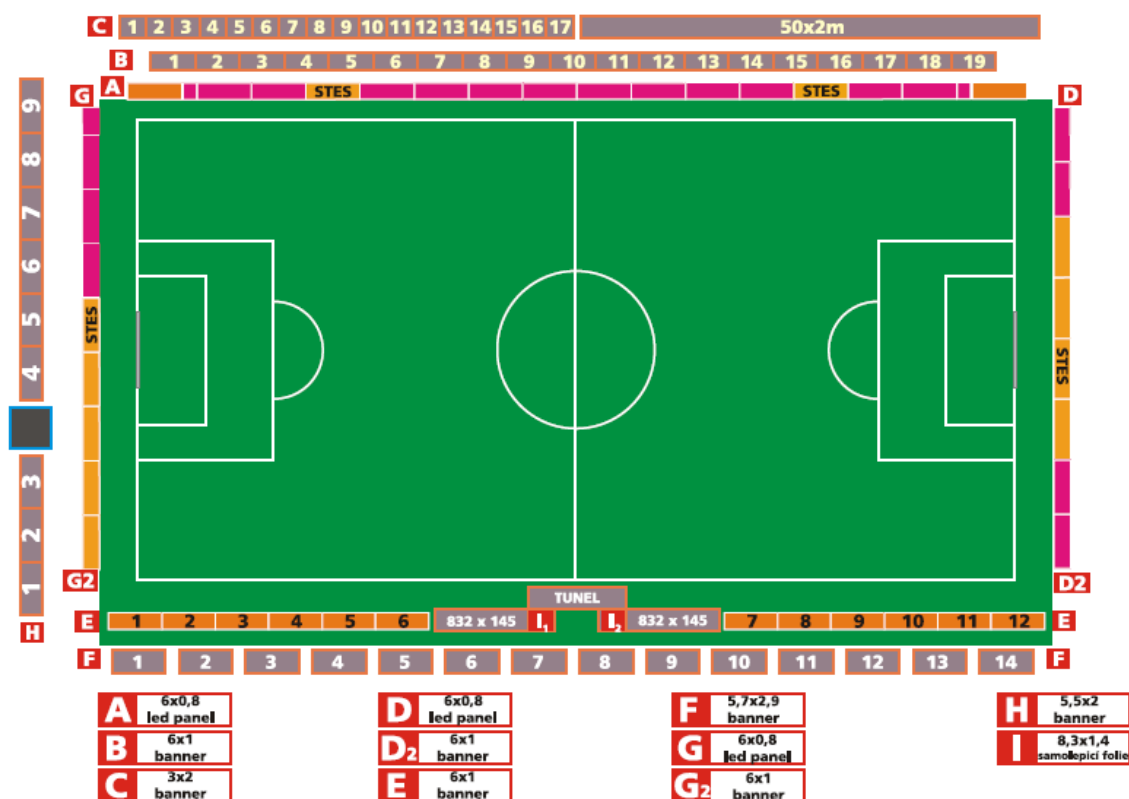 C 1 2 3 4 5 6 7 8 9 10 11 12 13 14 15 16 17 50x2m
B 1 2 3 4 5 6 7 8 9 10 11 12 13 14 15 16 17 18 19
A STES STES
G D
9
8
7
6
5
4
3
2
1
H
STES
STES
G2 D2
TUNEL
E 1 2 3 4 5 6 832 x 145 I1 I2 832 x 145 7 8 9 10 11 12 E
F 1 2 3 4 5 6 7 8 9 10 11 12 13 14 F
A 6x0,8
led panel
B 6x1
banner
C 3x2
banner
D 6x0,8
led panel
D2 6x1
banner
E 6x1
banner
F 5,7x2,9
banner
G 6x0,8
led panel
G2 6x1
banner
H 5,5x2
banner
I 8,3x1,4
samolepicí folie